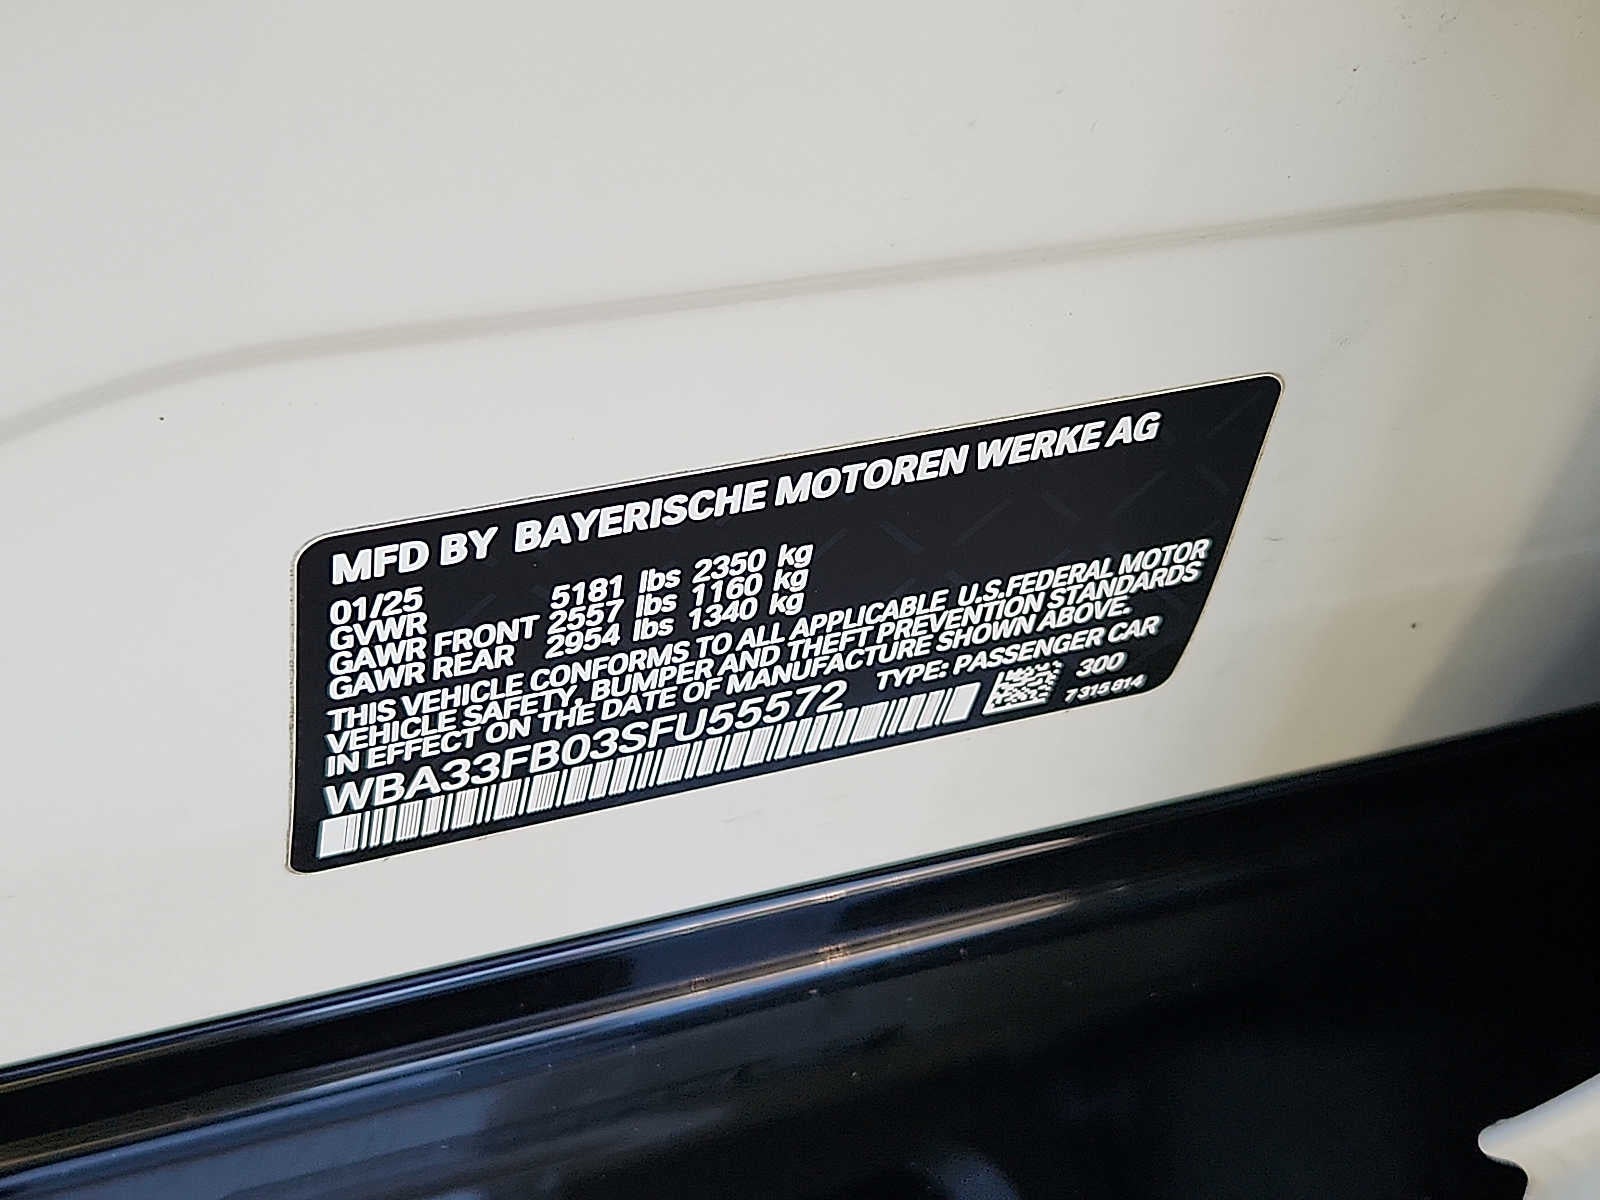 MFD BY BAYERISCHE MOTOREN WERKE AG
01/25
GVWR 5181 lbs 2350 kg
GAWR FRONT 2557 lbs 1160 kg
GAWR REAR 2954 lbs 1340 kg
THIS VEHICLE CONFORMS TO ALL APPLICABLE U.S.FEDERAL MOTOR
VEHICLE SAFETY, BUMPER AND THEFT PREVENTION STANDARDS
IN EFFECT ON THE DATE OF MANUFACTURE SHOWN ABOVE.
WBA33FB03SFU55572 TYPE: PASSENGER CAR
300
7 315 814